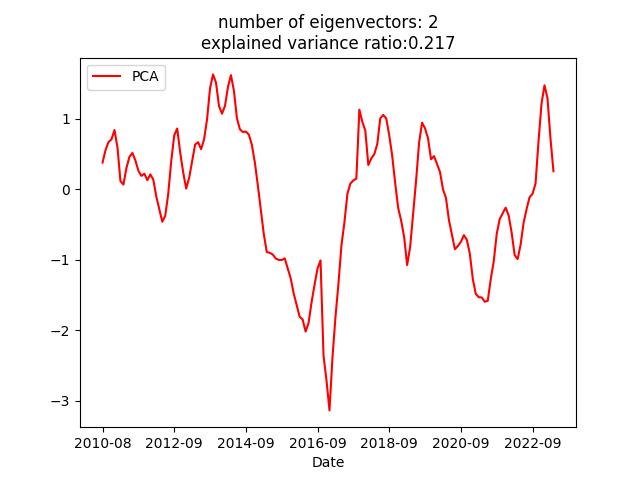 number of eigenvectors: 2
explained variance ratio:0.217
PCA
1
0
−1
−2
−3
2010-08 2012-09 2014-09 2016-09 2018-09 2020-09 2022-09
Date